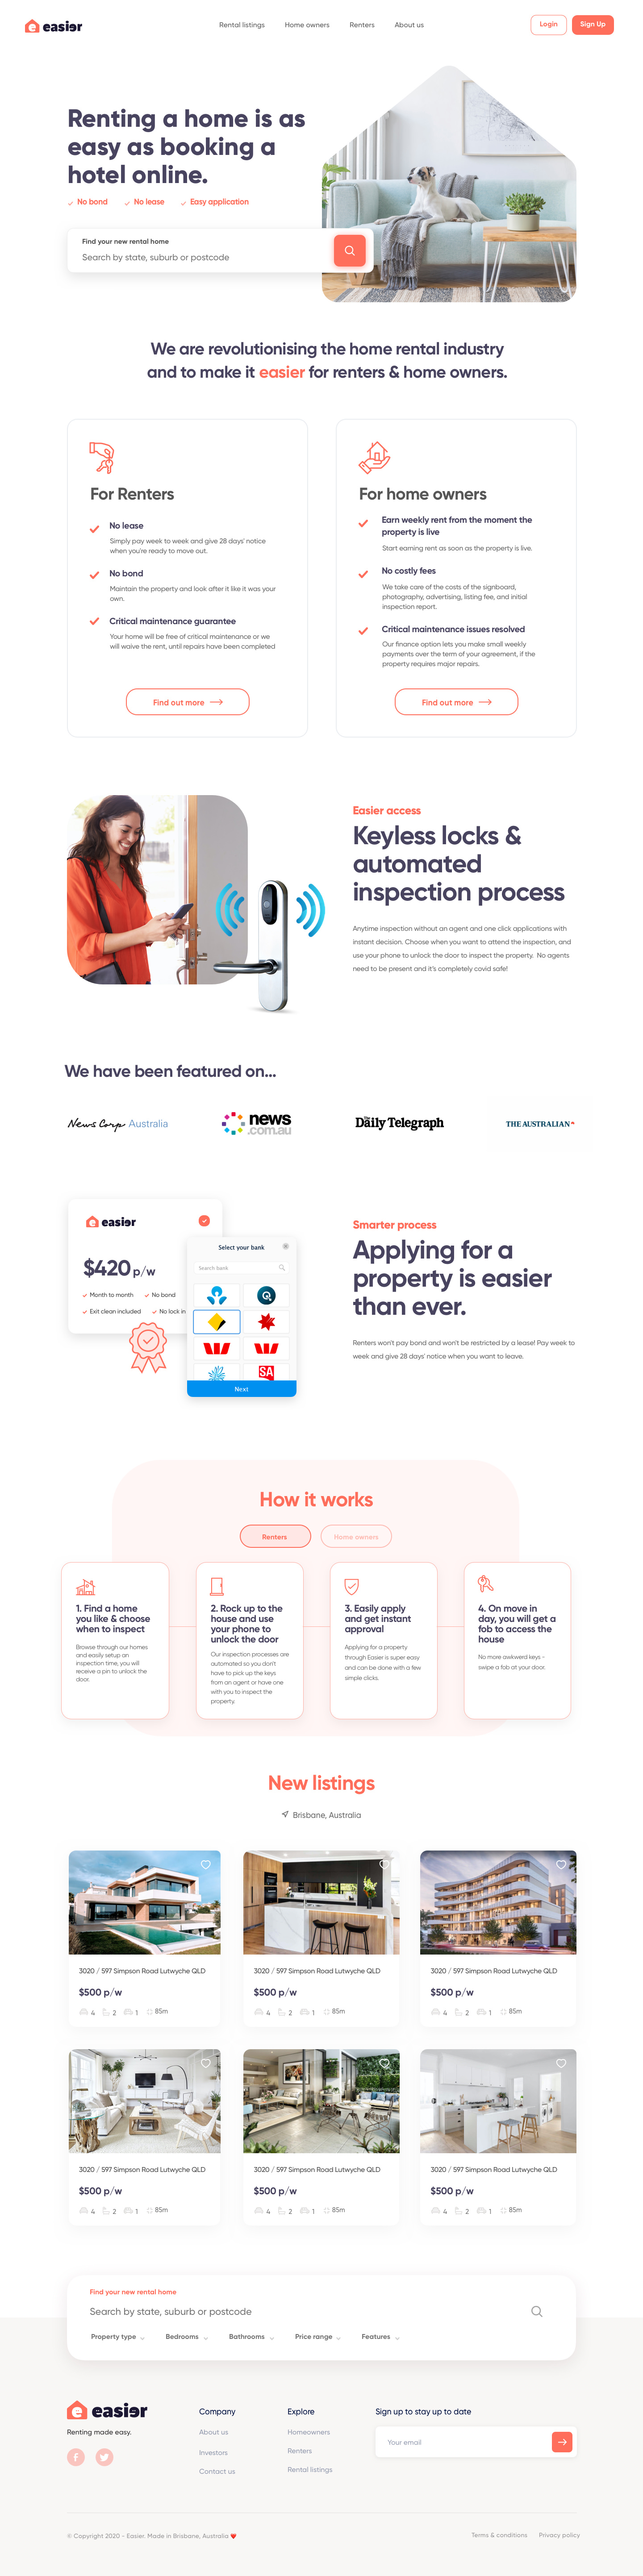 easier
Rental listings
Home owners
Renters
About us
Login
Sign Up
Renting a home is as
easy as booking a
hotel online.
No bond
No lease
Easy application
Find your new rental home
Search by state, suburb or postcode
We are revolutionising the home rental industry
and to make it easier for renters & home owners.
For Renters
No lease
Simply pay week to week and give 28 days' notice
when you're ready to move out.
No bond
Maintain the property and look after it like it was your
own.
Critical maintenance guarantee
Your home will be free of critical maintenance or we
will waive the rent, until repairs have been completed
Find out more
For home owners
Earn weekly rent from the moment the
property is live
Start earning rent as soon as the property is live.
No costly fees
We take care of the costs of the signboard,
photography, advertising, listing fee, and initial
inspection report.
Critical maintenance issues resolved
Our finance option lets you make small weekly
payments over the term of your agreement, if the
property requires major repairs.
Find out more
Easier access
Keyless locks &
automated
inspection process
Anytime inspection without an agent and one click applications with
instant decision. Choose when you want to attend the inspection, and
use your phone to unlock the door to inspect the property. No agents
need to be present and it's completely covid safe!
We have been featured on...
News Corp Australia
news
.com.au
The Daily Telegraph
THE AUSTRALIAN
easier
$420 p/w
Month to month
No bond
Exit clean included
No lock in
Select your bank
Search bank
SA
Next
Smarter process
Applying for a
property is easier
than ever.
Renters won't pay bond and won't be restricted by a lease! Pay week to
week and give 28 days' notice when you want to leave.
How it works
Renters
Home owners
1. Find a home
you like & choose
when to inspect
Browse through our homes
and easily setup an
inspection time, you will
receive a pin to unlock the
door.
2. Rock up to the
house and use
your phone to
unlock the door
Our inspection processes are
automated so you don't
have to pick up the keys
from an agent or have one
with you to inspect the
property.
3. Easily apply
and get instant
approval
Applying for a property
through Easier is super easy
and can be done with a few
simple clicks.
4. On move in
day, you will get a
fob to access the
house
No more awkward keys -
swipe a fob at your door.
New listings
Brisbane, Australia
3020 / 597 Simpson Road Lutwyche QLD
$500 p/w
4 2 1 85m
3020 / 597 Simpson Road Lutwyche QLD
$500 p/w
4 2 1 85m
3020 / 597 Simpson Road Lutwyche QLD
$500 p/w
4 2 1 85m
3020 / 597 Simpson Road Lutwyche QLD
$500 p/w
4 2 1 85m
3020 / 597 Simpson Road Lutwyche QLD
$500 p/w
4 2 1 85m
3020 / 597 Simpson Road Lutwyche QLD
$500 p/w
4 2 1 85m
Find your new rental home
Search by state, suburb or postcode
Property type
Bedrooms
Bathrooms
Price range
Features
easier
Renting made easy.
Company
About us
Investors
Contact us
Explore
Homeowners
Renters
Rental listings
Sign up to stay up to date
Your email
© Copyright 2020 - Easier. Made in Brisbane, Australia
Terms & conditions
Privacy policy